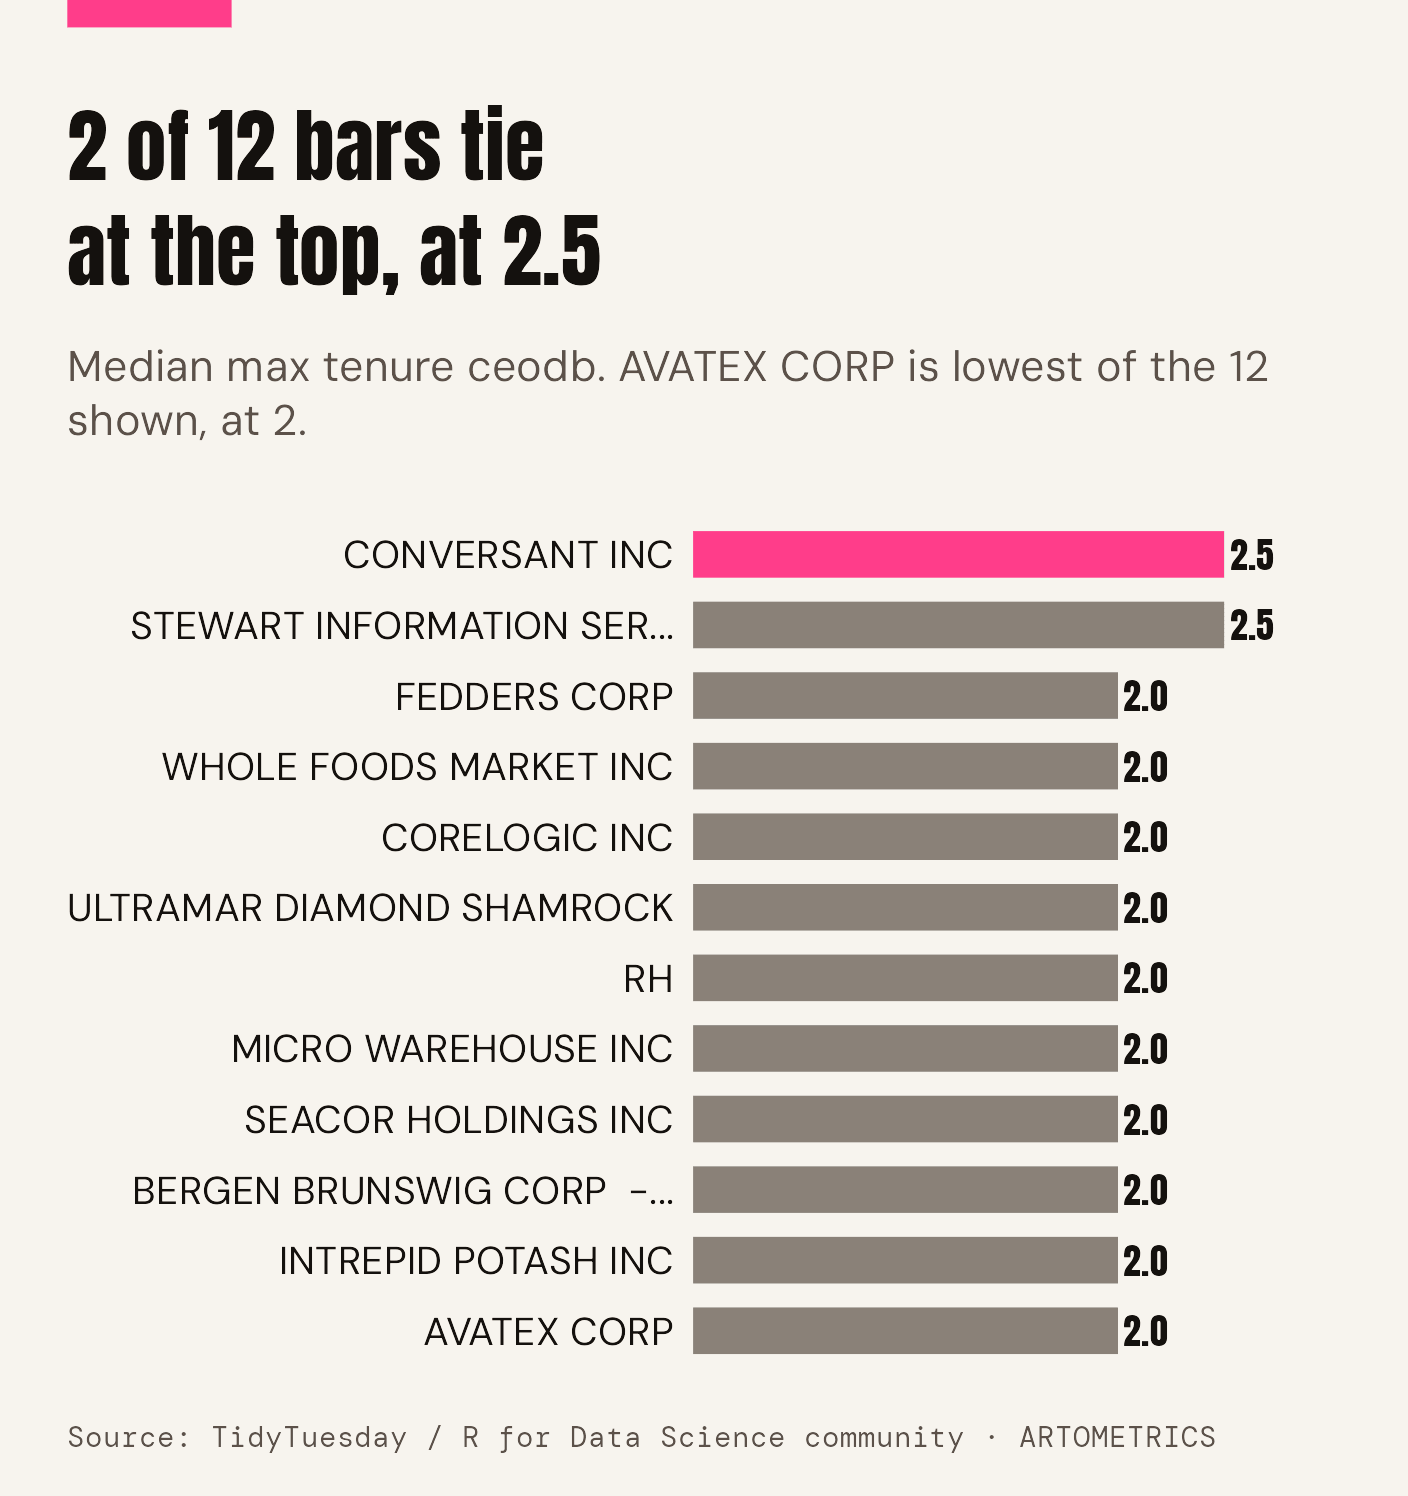 2 of 12 bars tie
at the top, at 2.5
Median max tenure ceodb. AVATEX CORP is lowest of the 12
shown, at 2.
CONVERSANT INC 2.5
STEWART INFORMATION SER... 2.5
FEDDERS CORP 2.0
WHOLE FOODS MARKET INC 2.0
CORELOGIC INC 2.0
ULTRAMAR DIAMOND SHAMROCK 2.0
RH 2.0
MICRO WAREHOUSE INC 2.0
SEACOR HOLDINGS INC 2.0
BERGEN BRUNSWIG CORP  -... 2.0
INTREPID POTASH INC 2.0
AVATEX CORP 2.0
Source: TidyTuesday / R for Data Science community · ARTOMETRICS